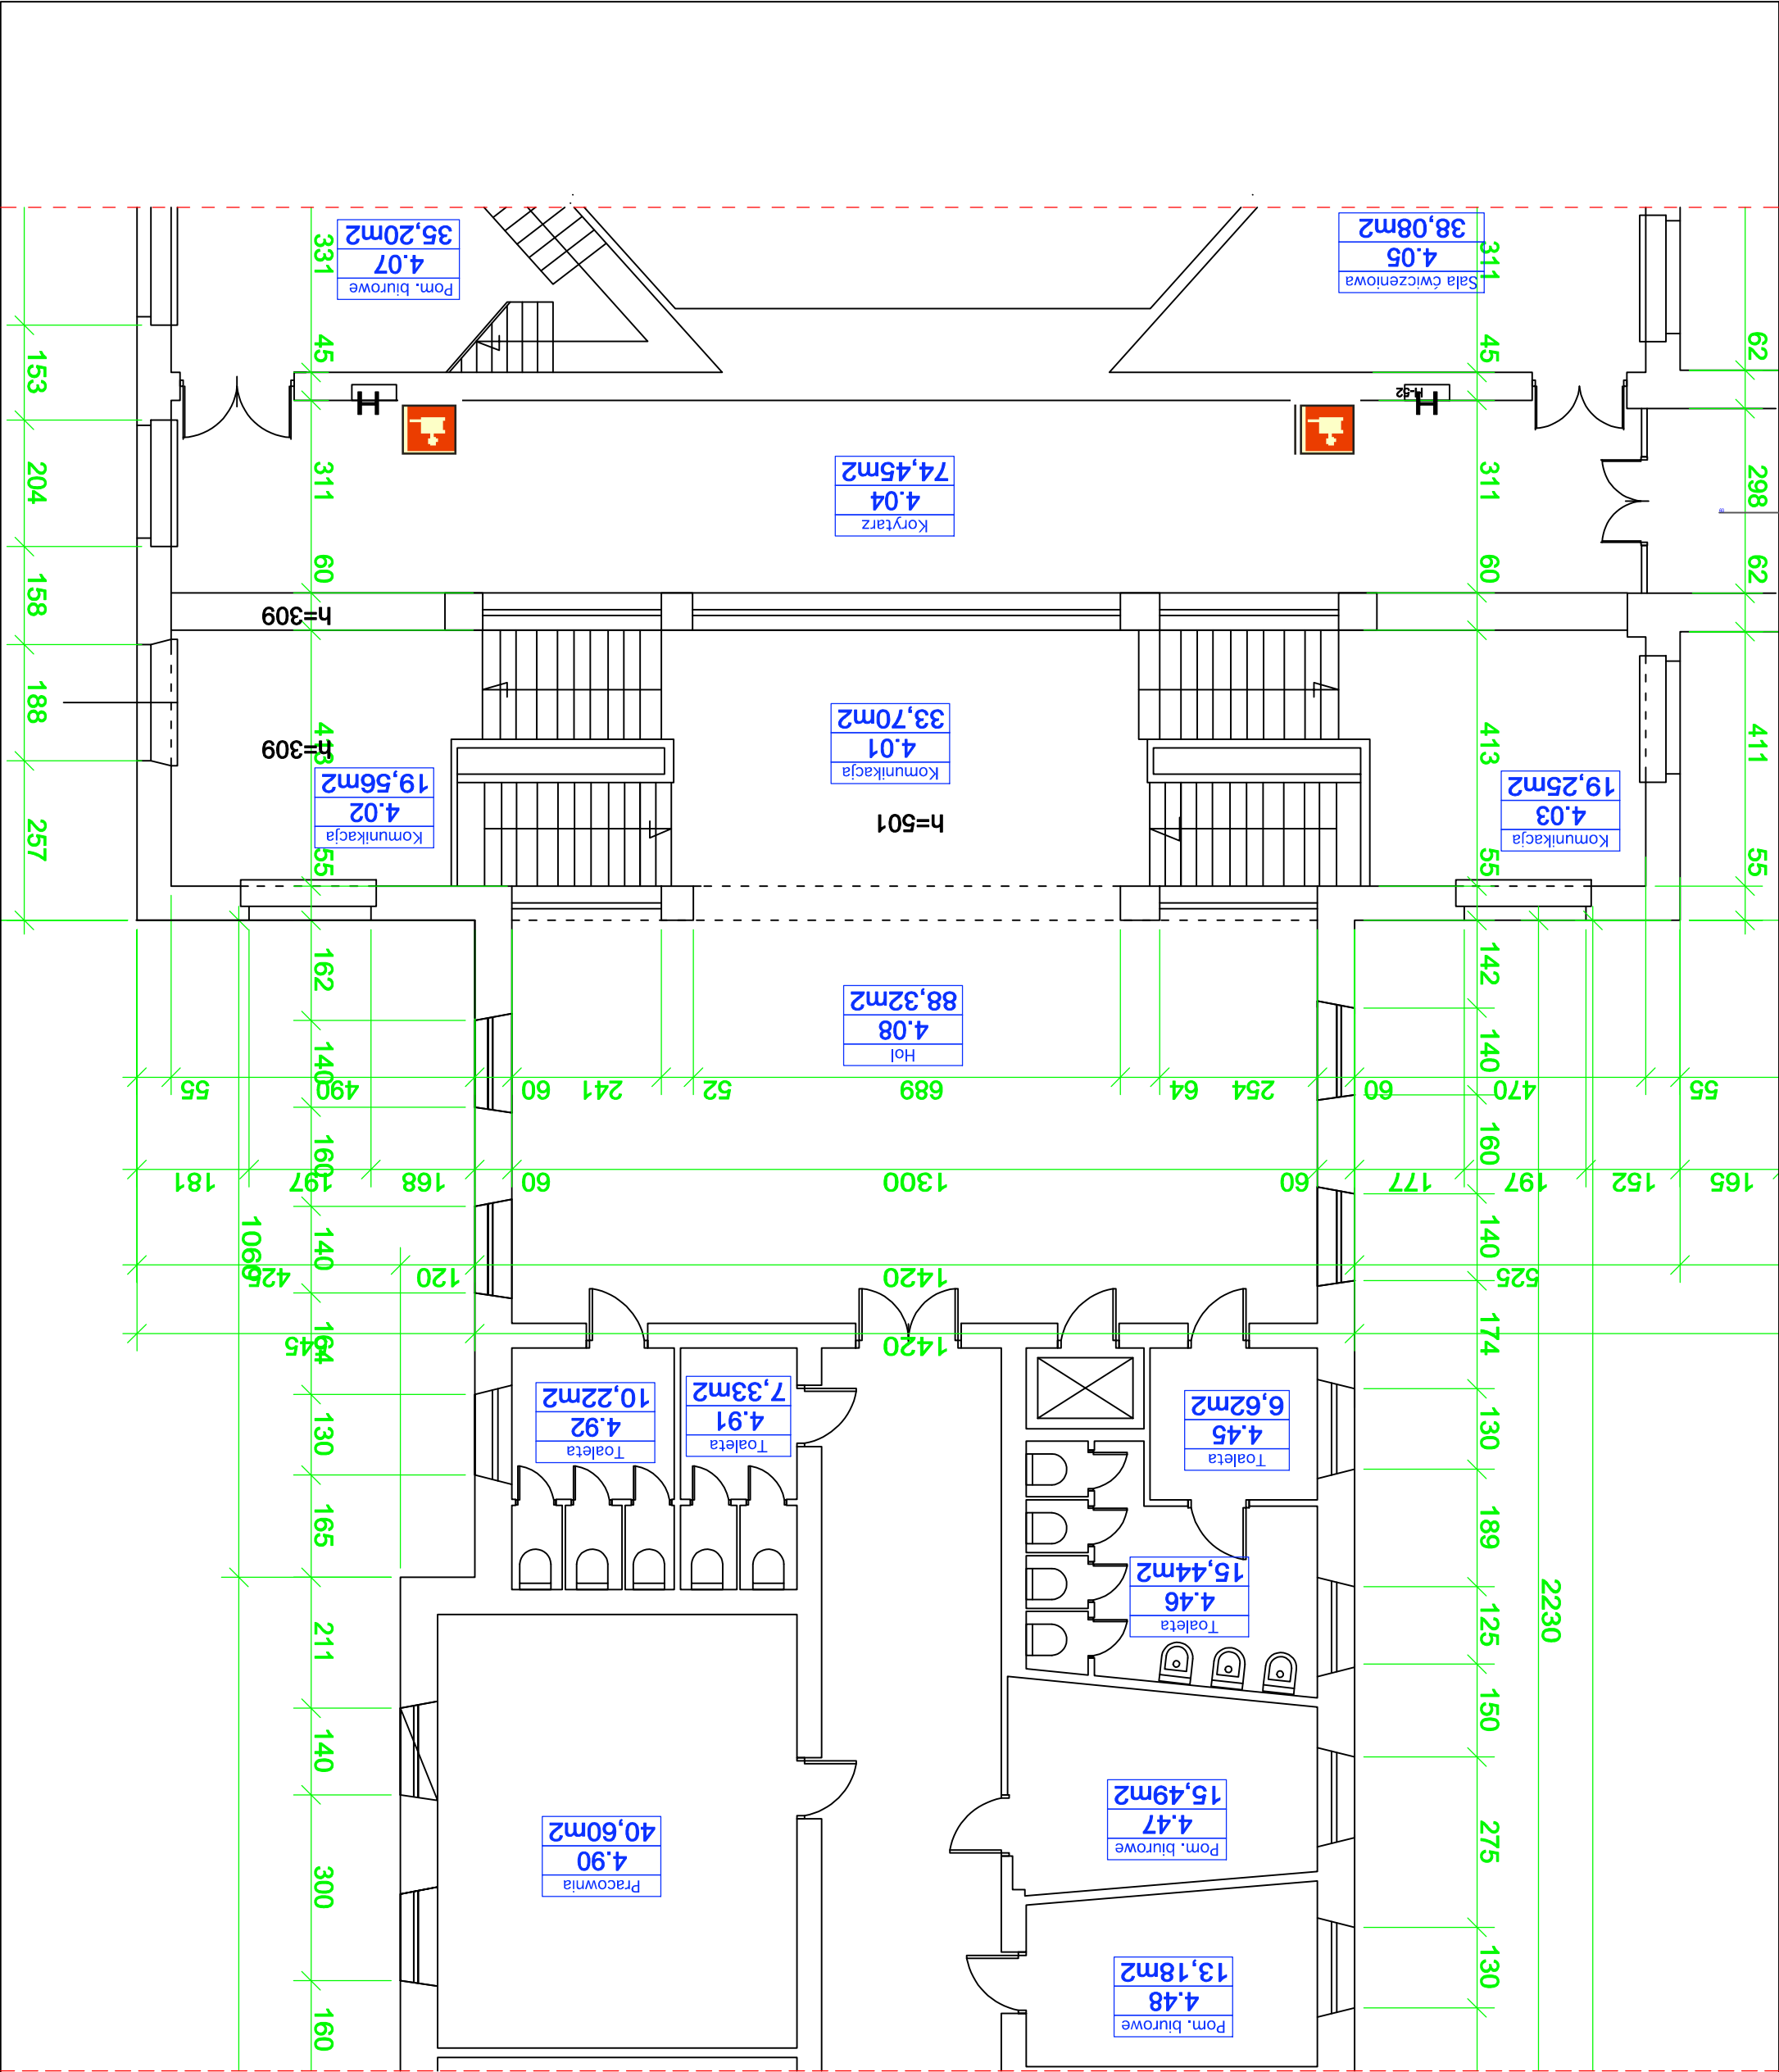 Pom. biurowe
4.07
35,20m2
Sala ćwiczeniowa
4.05
38,08m2
H
H-52
H
Korytarz
4.04
74,45m2
h=309
h=309
Komunikacja
4.02
19,56m2
Komunikacja
4.01
33,70m2
h=501
Komunikacja
4.03
19,25m2
Hol
4.08
88,32m2
Toaleta
4.92
10,22m2
Toaleta
4.91
7,33m2
Toaleta
4.45
6,62m2
Toaleta
4.46
15,44m2
Pracownia
4.90
40,60m2
Pom. biurowe
4.47
15,49m2
Pom. biurowe
4.48
13,18m2
153
204
158
188
257
331
45
311
60
413
55
162
140
160
140
164
130
165
211
140
300
160
1069
311
45
311
60
413
55
142
140
160
140
174
130
189
125
150
275
130
2230
62
298
62
411
55
55
490
60
241
52
689
64
254
60
470
55
181
197
168
60
1300
60
177
197
152
165
425
120
1420
525
545
1420